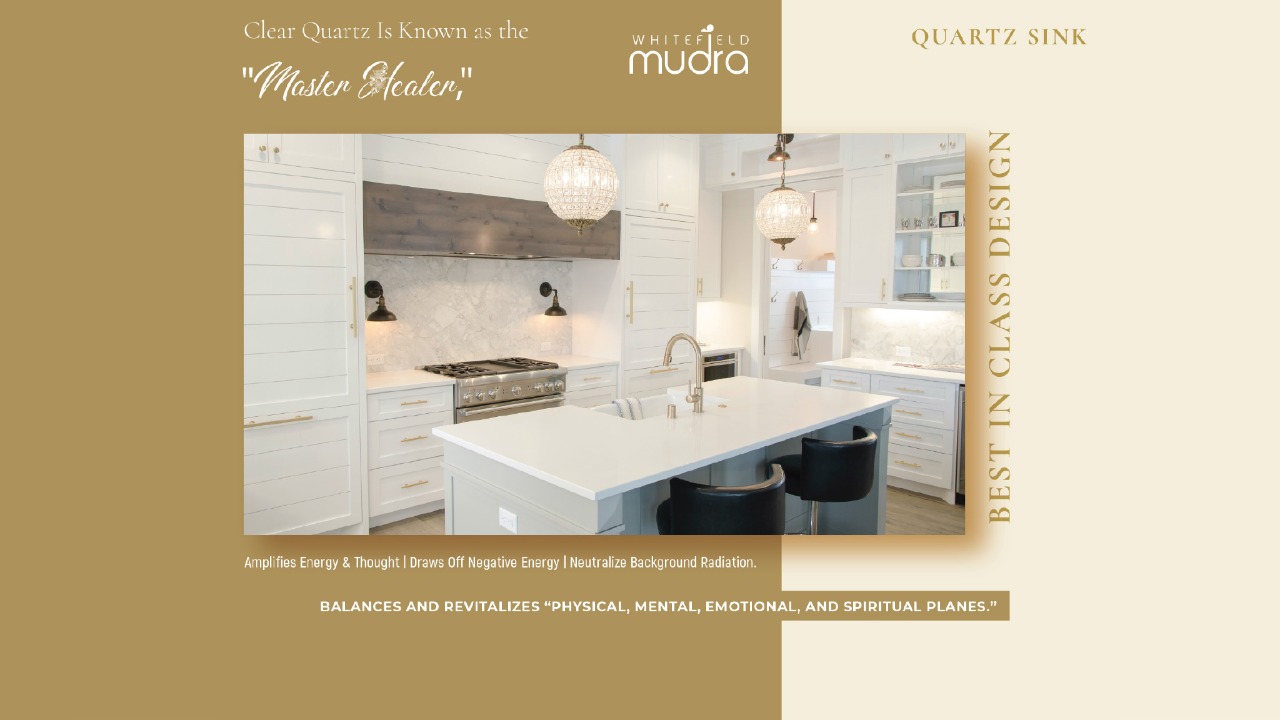 Clear Quartz Is Known as the
"Master Healer,"
WHITEFIELD
mudra
QUARTZ SINK
BEST IN CLASS DESIGN
Amplifies Energy & Thought | Draws Off Negative Energy | Neutralize Background Radiation.
BALANCES AND REVITALIZES “PHYSICAL, MENTAL, EMOTIONAL, AND SPIRITUAL PLANES.”